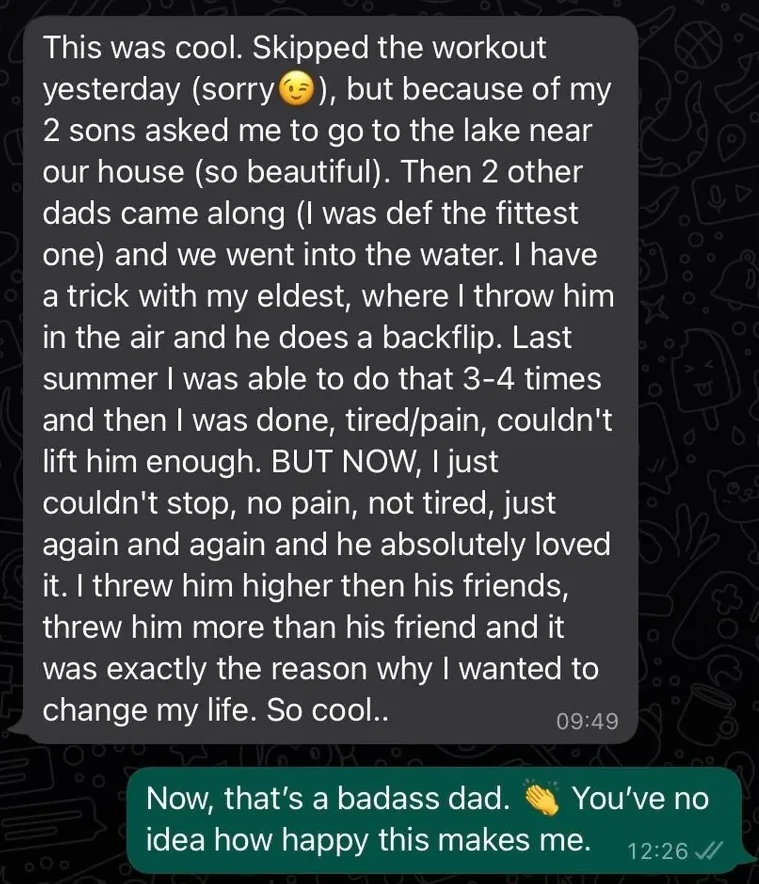 This was cool. Skipped the workout
yesterday (sorry😉), but because of my
2 sons asked me to go to the lake near
our house (so beautiful). Then 2 other
dads came along (I was def the fittest
one) and we went into the water. I have
a trick with my eldest, where I throw him
in the air and he does a backflip. Last
summer I was able to do that 3-4 times
and then I was done, tired/pain, couldn't
lift him enough. BUT NOW, I just
couldn't stop, no pain, not tired, just
again and again and he absolutely loved
it. I threw him higher then his friends,
threw him more than his friend and it
was exactly the reason why I wanted to
change my life. So cool..
09:49
Now, that’s a badass dad. 👏 You’ve no
idea how happy this makes me.
12:26